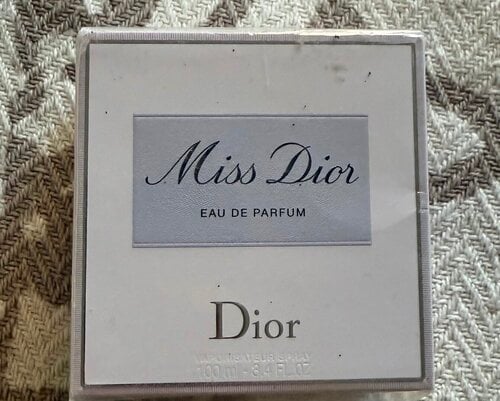 Miss Dior
EAU DE PARFUM
Dior
VAPORISATEUR SPRAY
100 ml - 3.4 FL.OZ